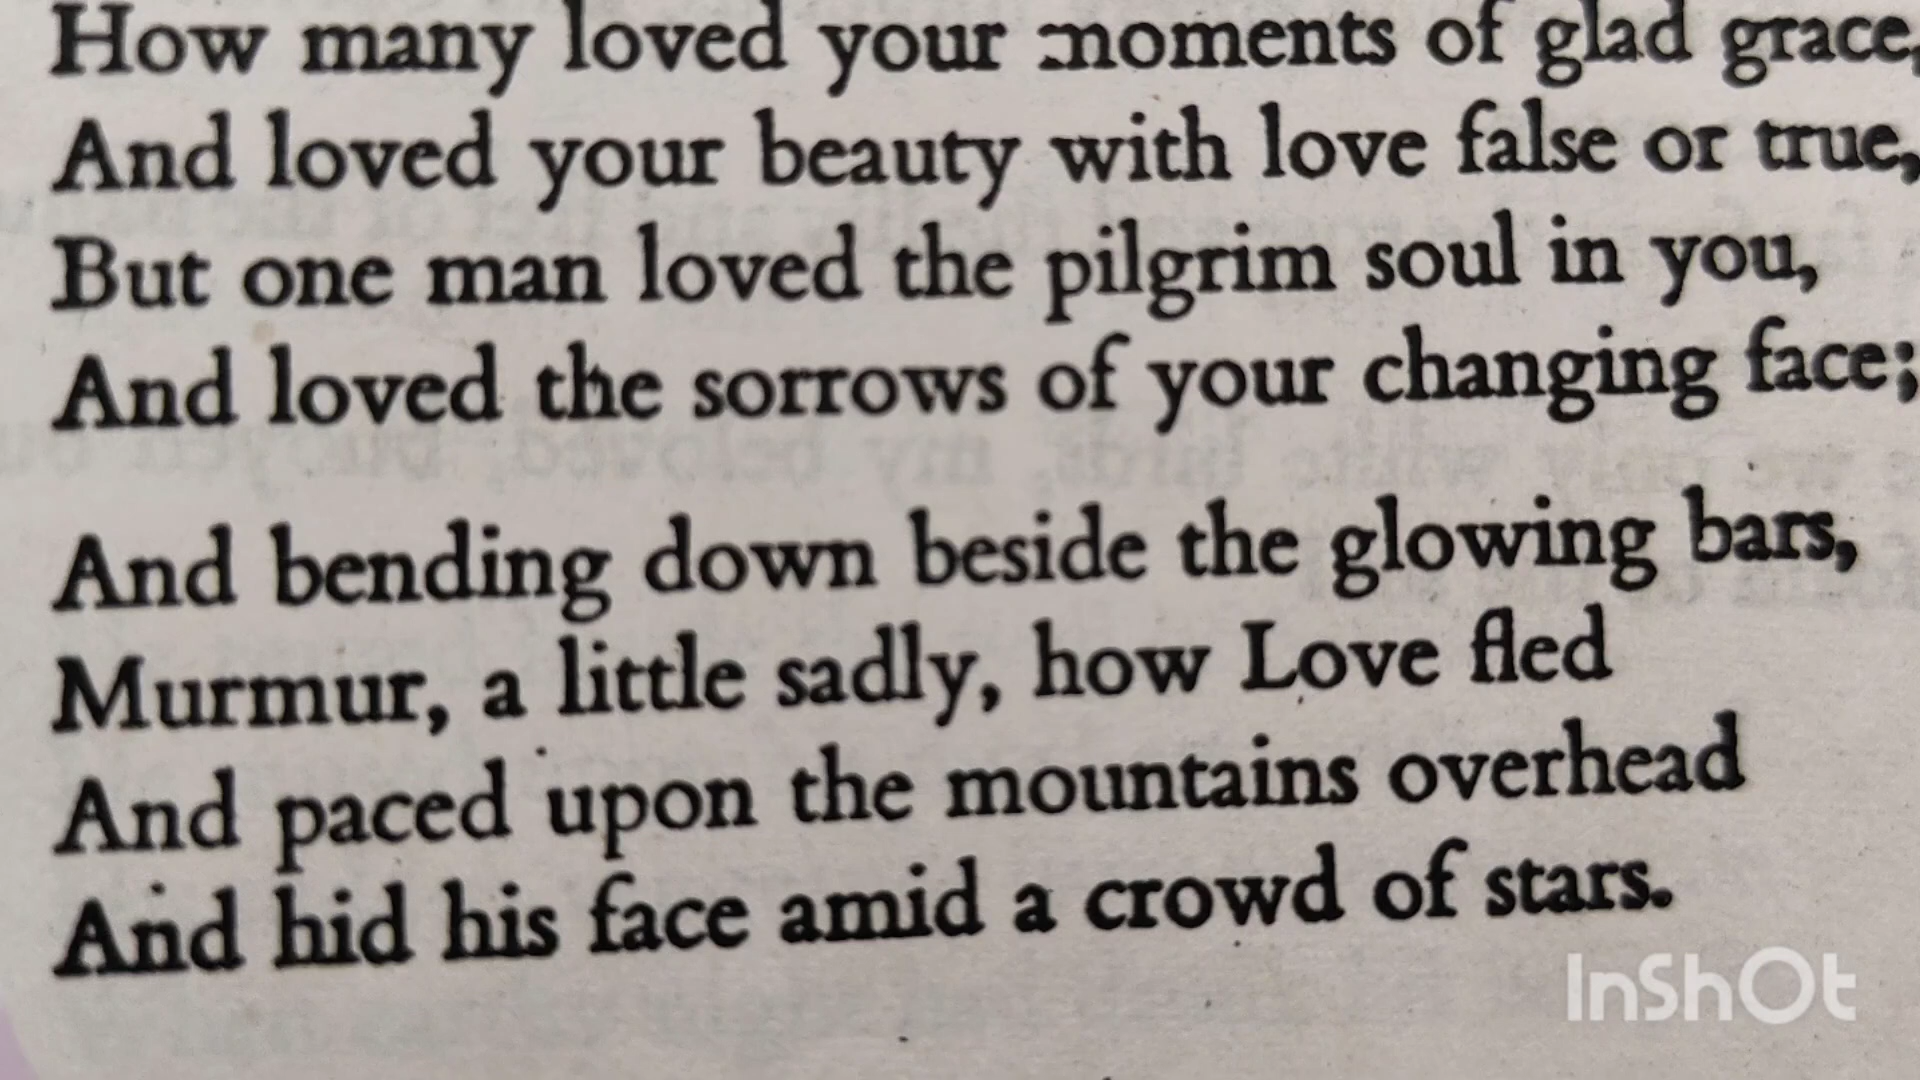 How many loved your moments of glad grace,
And loved your beauty with love false or true,
But one man loved the pilgrim soul in you,
And loved the sorrows of your changing face;
And bending down beside the glowing bars,
Murmur, a little sadly, how Love fled
And paced upon the mountains overhead
And hid his face amid a crowd of stars.
InShOt